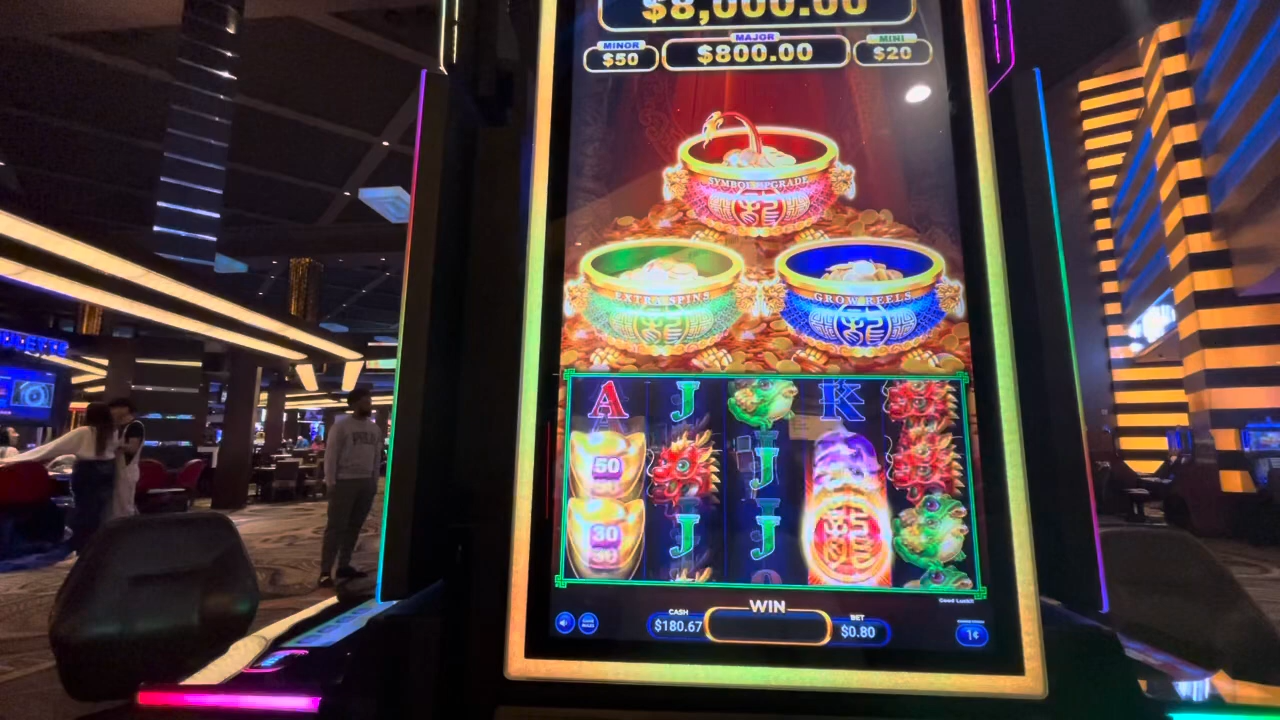 $8,000.00
MINOR
$50
MAJOR
$800.00
MINI
$20
SYMBOL UPGRADE
EXTRA SPINS
GROW REELS
A
J
K
50
J
30
J
J
Good Luck!!
CASH
$180.67
WIN
BET
$0.80
1¢